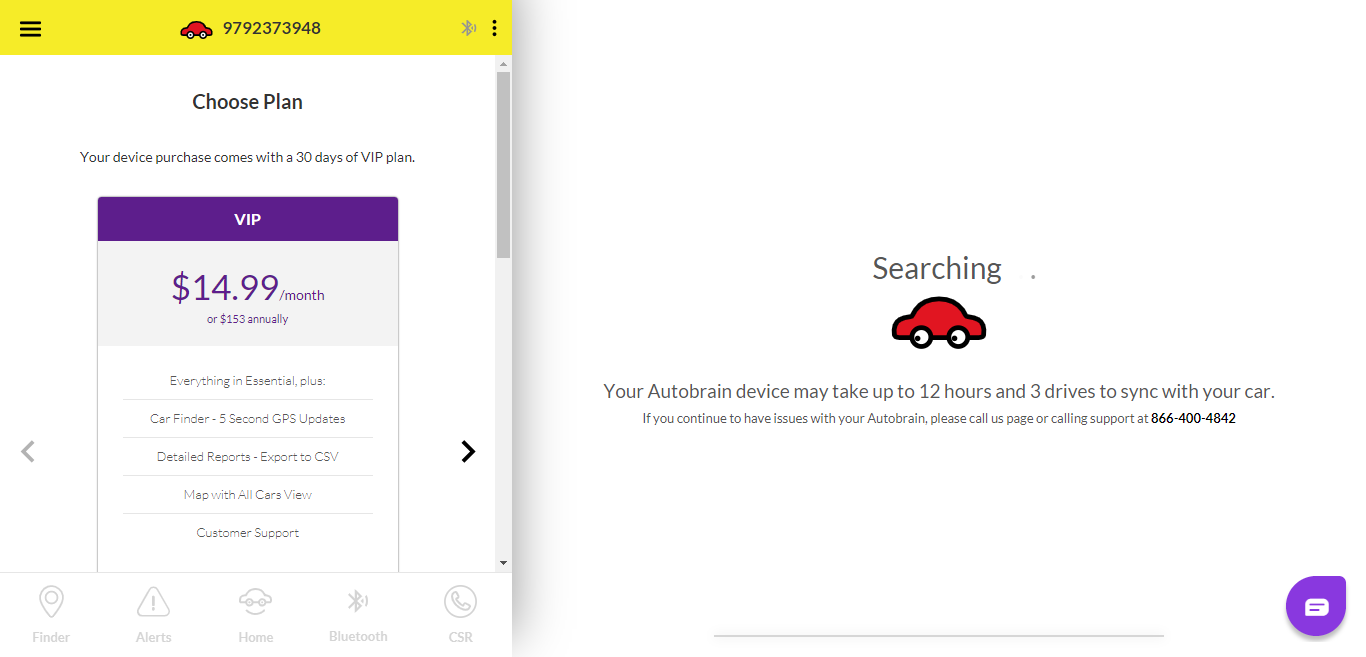 9792373948
Choose Plan
Your device purchase comes with a 30 days of VIP plan.
VIP
$14.99/month
or $153 annually
Everything in Essential, plus:
Car Finder - 5 Second GPS Updates
Detailed Reports - Export to CSV
Map with All Cars View
Customer Support
Finder
Alerts
Home
Bluetooth
CSR
Searching .
Your Autobrain device may take up to 12 hours and 3 drives to sync with your car.
If you continue to have issues with your Autobrain, please call us page or calling support at 866-400-4842